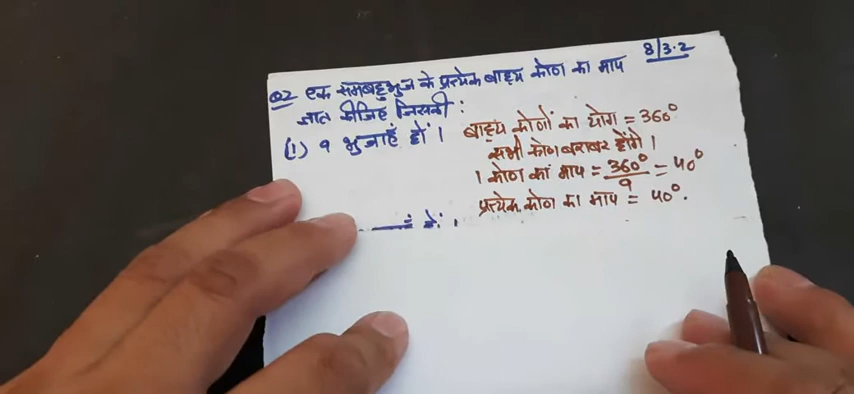 8/3.2
Q2 एक समबहुभुज के प्रत्येक बाह्य कोण का माप
ज्ञात कीजिए जिसकी :
(i) 9 भुजाएँ हों ।
बाह्य कोणों का योग = 360°
सभी कोण बराबर होंगे ।
1 कोण का माप = 360°/9 = 40°
प्रत्येक कोण का माप = 40°.
हों ।